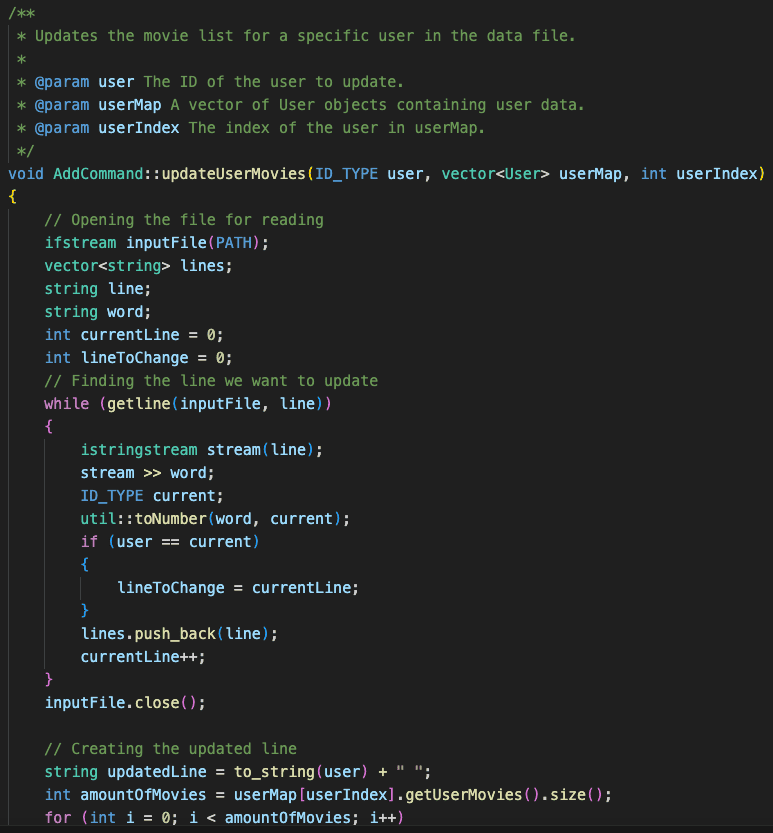 /**
 * Updates the movie list for a specific user in the data file.
 *
 * @param user The ID of the user to update.
 * @param userMap A vector of User objects containing user data.
 * @param userIndex The index of the user in userMap.
 */
void AddCommand::updateUserMovies(ID_TYPE user, vector<User> userMap, int userIndex)
{
    // Opening the file for reading
    ifstream inputFile(PATH);
    vector<string> lines;
    string line;
    string word;
    int currentLine = 0;
    int lineToChange = 0;
    // Finding the line we want to update
    while (getline(inputFile, line))
    {
        istringstream stream(line);
        stream >> word;
        ID_TYPE current;
        util::toNumber(word, current);
        if (user == current)
        {
            lineToChange = currentLine;
        }
        lines.push_back(line);
        currentLine++;
    }
    inputFile.close();

    // Creating the updated line
    string updatedLine = to_string(user) + " ";
    int amountOfMovies = userMap[userIndex].getUserMovies().size();
    for (int i = 0; i < amountOfMovies; i++)